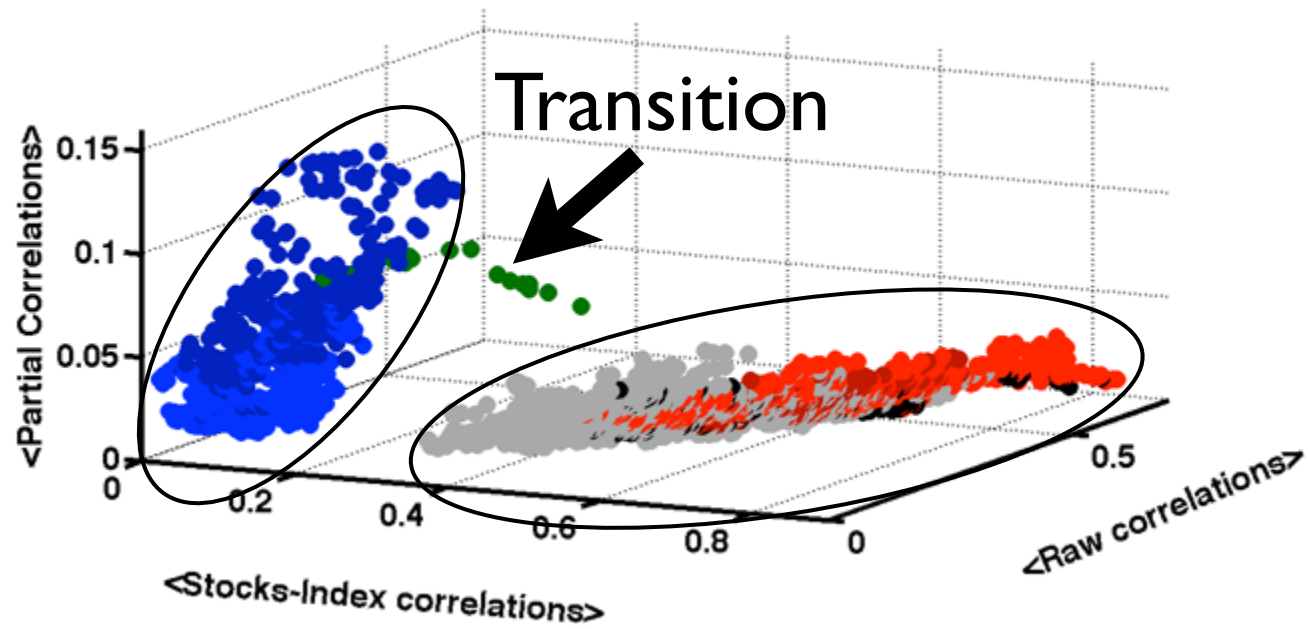 Transition
<Partial Correlations>
0.15
0.1
0.05
0
0
0.2
0.4
0.6
0.8
0
0.5
<Stocks-Index correlations>
<Raw correlations>